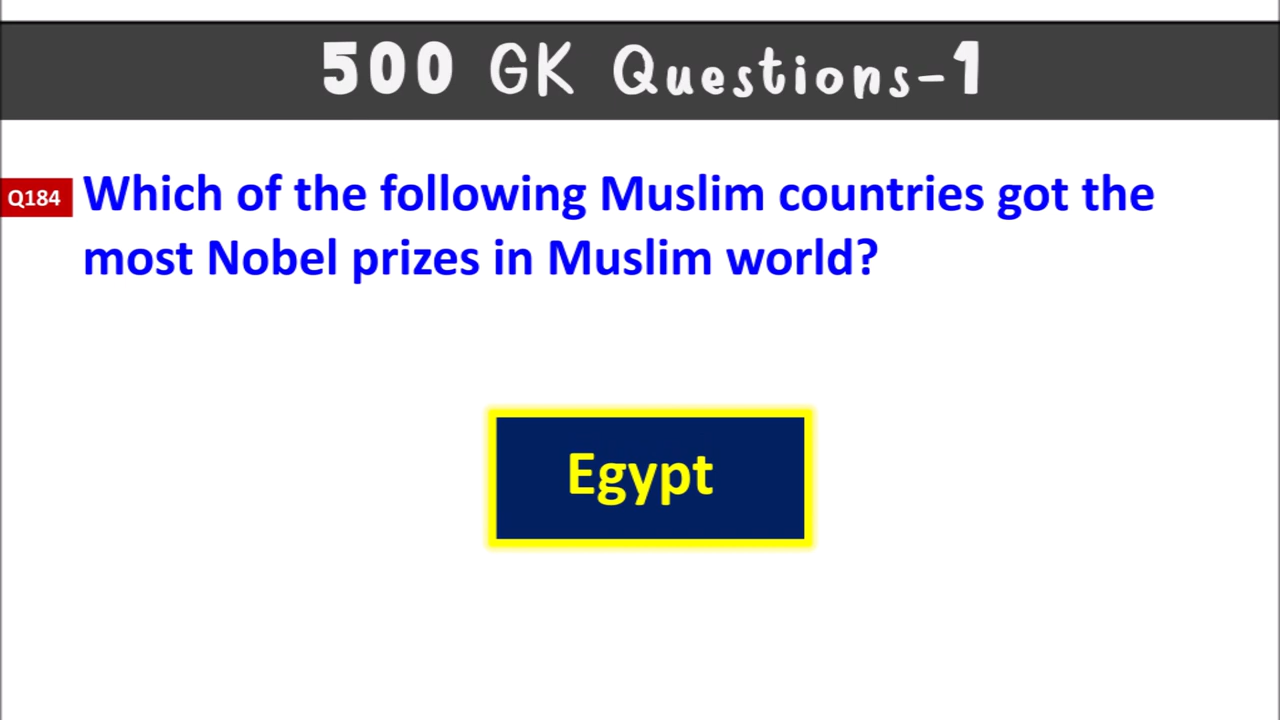 500 GK Questions-1
Q184 Which of the following Muslim countries got the
most Nobel prizes in Muslim world?
Egypt